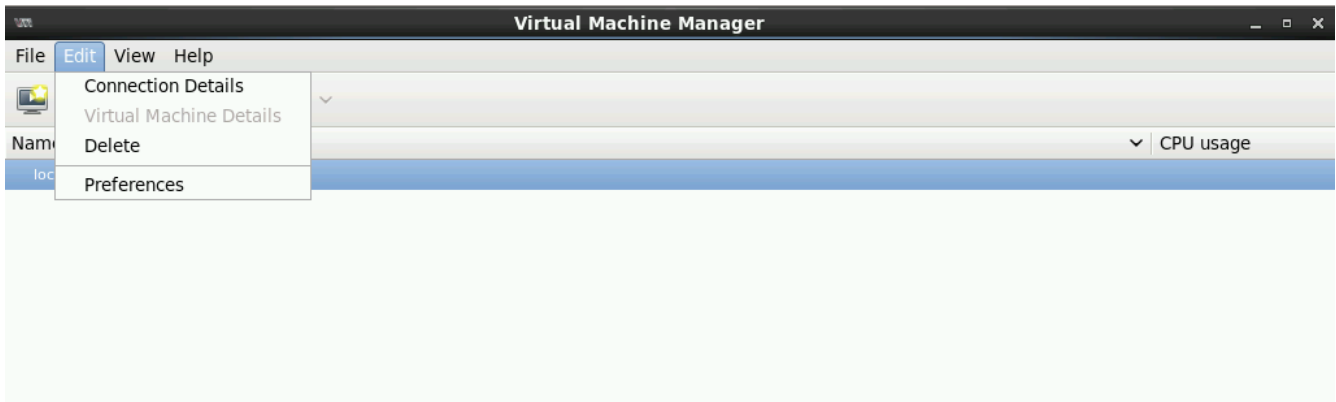 Virtual Machine Manager
File Edit View Help
Connection Details
Virtual Machine Details
Delete
CPU usage
Preferences